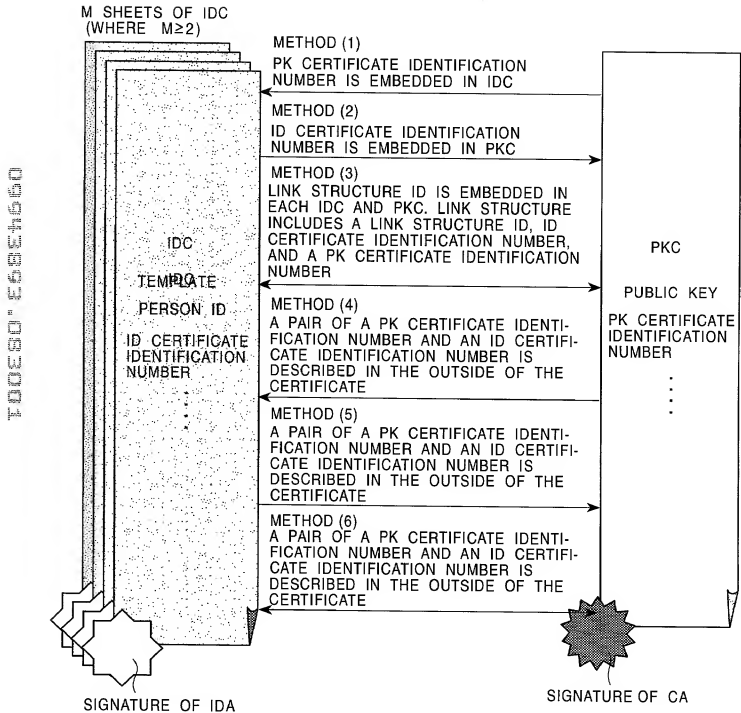 M SHEETS OF IDC
(WHERE M≥2)
METHOD (1)
PK CERTIFICATE IDENTIFICATION
NUMBER IS EMBEDDED IN IDC
METHOD (2)
ID CERTIFICATE IDENTIFICATION
NUMBER IS EMBEDDED IN PKC
METHOD (3)
LINK STRUCTURE ID IS EMBEDDED IN
EACH IDC AND PKC. LINK STRUCTURE
INCLUDES A LINK STRUCTURE ID, ID
CERTIFICATE IDENTIFICATION NUMBER,
AND A PK CERTIFICATE IDENTIFICATION
NUMBER
METHOD (4)
A PAIR OF A PK CERTIFICATE IDENTI-
FICATION NUMBER AND AN ID CERTIFI-
CATE IDENTIFICATION NUMBER IS
DESCRIBED IN THE OUTSIDE OF THE
CERTIFICATE
METHOD (5)
A PAIR OF A PK CERTIFICATE IDENTI-
FICATION NUMBER AND AN ID CERTIFI-
CATE IDENTIFICATION NUMBER IS
DESCRIBED IN THE OUTSIDE OF THE
CERTIFICATE
METHOD (6)
A PAIR OF A PK CERTIFICATE IDENTI-
FICATION NUMBER AND AN ID CERTIFI-
CATE IDENTIFICATION NUMBER IS
DESCRIBED IN THE OUTSIDE OF THE
CERTIFICATE
IDC
IDC
TEMPLATE
PERSON ID
ID CERTIFICATE
IDENTIFICATION
NUMBER
PKC
PUBLIC KEY
PK CERTIFICATE
IDENTIFICATION
NUMBER
SIGNATURE OF IDA
SIGNATURE OF CA
09943893.083001